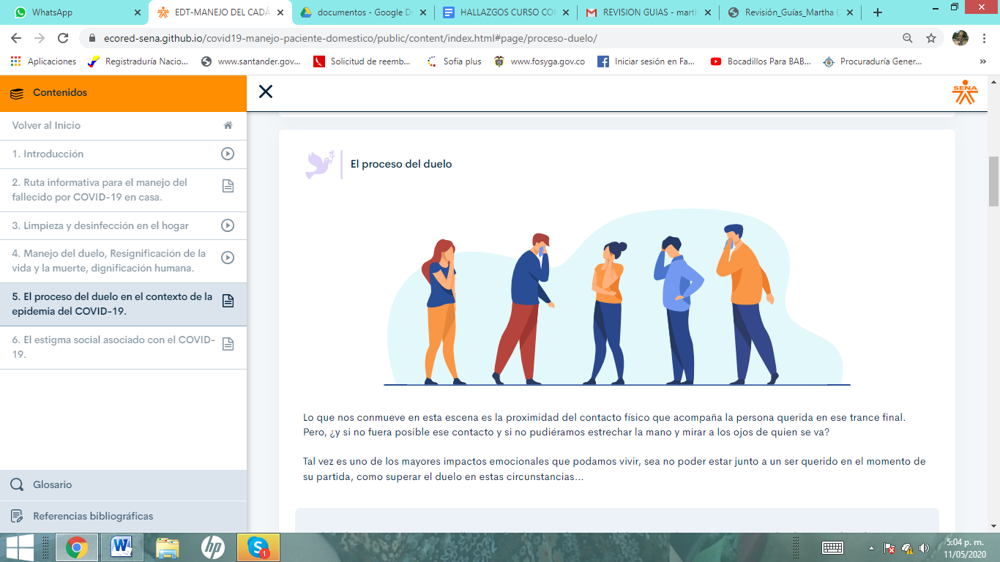 WhatsApp
EDT-MANEJO DEL CADÁ
documentos - Google Dr
HALLAZGOS CURSO CO
REVISION GUIAS - marth
Revisión_Guías_Martha (
ecored-sena.github.io/covid19-manejo-paciente-domestico/public/content/index.html#page/proceso-duelo/
Aplicaciones
Registraduría Nacio...
www.santander.gov...
Solicitud de reemb...
Sofia plus
www.fosyga.gov.co
Iniciar sesión en Fa...
Bocadillos Para BAB...
Procuraduría Gener...
»
Contenidos
SENA
Volver al Inicio
1. Introducción
2. Ruta informativa para el manejo del
fallecido por COVID-19 en casa.
3. Limpieza y desinfección en el hogar
4. Manejo del duelo, Resignificación de la
vida y la muerte, dignificación humana.
5. El proceso del duelo en el contexto de la
epidemia del COVID-19.
6. El estigma social asociado con el COVID-
19.
Glosario
Referencias bibliográficas
El proceso del duelo
Lo que nos conmueve en esta escena es la proximidad del contacto físico que acompaña la persona querida en ese trance final.
Pero, ¿y si no fuera posible ese contacto y si no pudiéramos estrechar la mano y mirar a los ojos de quien se va?
Tal vez es uno de los mayores impactos emocionales que podamos vivir, sea no poder estar junto a un ser querido en el momento de
su partida, como superar el duelo en estas circunstancias...
hp
1
5:04 p. m.
11/05/2020